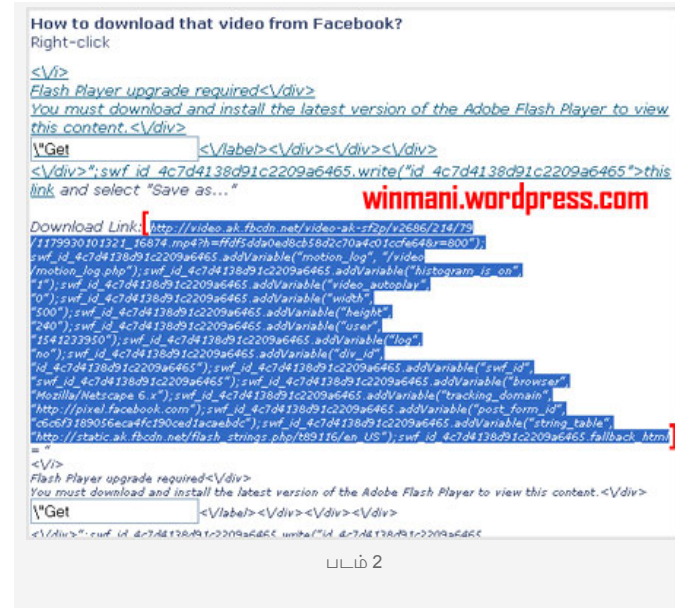 How to download that video from Facebook?
Right-click
<\/i>
Flash Player upgrade required<\/div>
You must download and install the latest version of the Adobe Flash Player to view
this content.<\/div>
\"Get <\/label><\/div><\/div><\/div>
<\/div>";swf_id_4c7d4138d91c2209a6465.write("id_4c7d4138d91c2209a6465">this
link and select "Save as..."
winmani.wordpress.com
Download Link:[http://video.ak.fbcdn.net/video-ak-sf2p/v2686/214/79
/1179930101321_16874.mp4?h=ffdf5dda0ed8cb58d2c70a4c01ccfe64&r=800");
swf_id_4c7d4138d91c2209a6465.addVariable("motion_log", "/video
/motion_log.php");swf_id_4c7d4138d91c2209a6465.addVariable("histogram_is_on",
"1");swf_id_4c7d4138d91c2209a6465.addVariable("video_autoplay",
"0");swf_id_4c7d4138d91c2209a6465.addVariable("width",
"500");swf_id_4c7d4138d91c2209a6465.addVariable("height",
"240");swf_id_4c7d4138d91c2209a6465.addVariable("user",
"1541233950");swf_id_4c7d4138d91c2209a6465.addVariable("log",
"no");swf_id_4c7d4138d91c2209a6465.addVariable("div_id",
"id_4c7d4138d91c2209a6465");swf_id_4c7d4138d91c2209a6465.addVariable("swf_id",
"swf_id_4c7d4138d91c2209a6465");swf_id_4c7d4138d91c2209a6465.addVariable("browser",
"Mozilla/Netscape 6.x");swf_id_4c7d4138d91c2209a6465.addVariable("tracking_domain",
"http://pixel.facebook.com");swf_id_4c7d4138d91c2209a6465.addVariable("post_form_id",
"c6c6f3189056eca4fc190ced1acaebdc");swf_id_4c7d4138d91c2209a6465.addVariable("string_table",
"http://static.ak.fbcdn.net/flash_strings.php/t89116/en_US");swf_id_4c7d4138d91c2209a6465.fallback_html]
= "
<\/i>
Flash Player upgrade required<\/div>
You must download and install the latest version of the Adobe Flash Player to view this content.<\/div>
\"Get <\/label><\/div><\/div><\/div>
<\/div>";swf_id_4c7d4138d91c2209a6465.write("id_4c7d4138d91c2209a6465
படம் 2